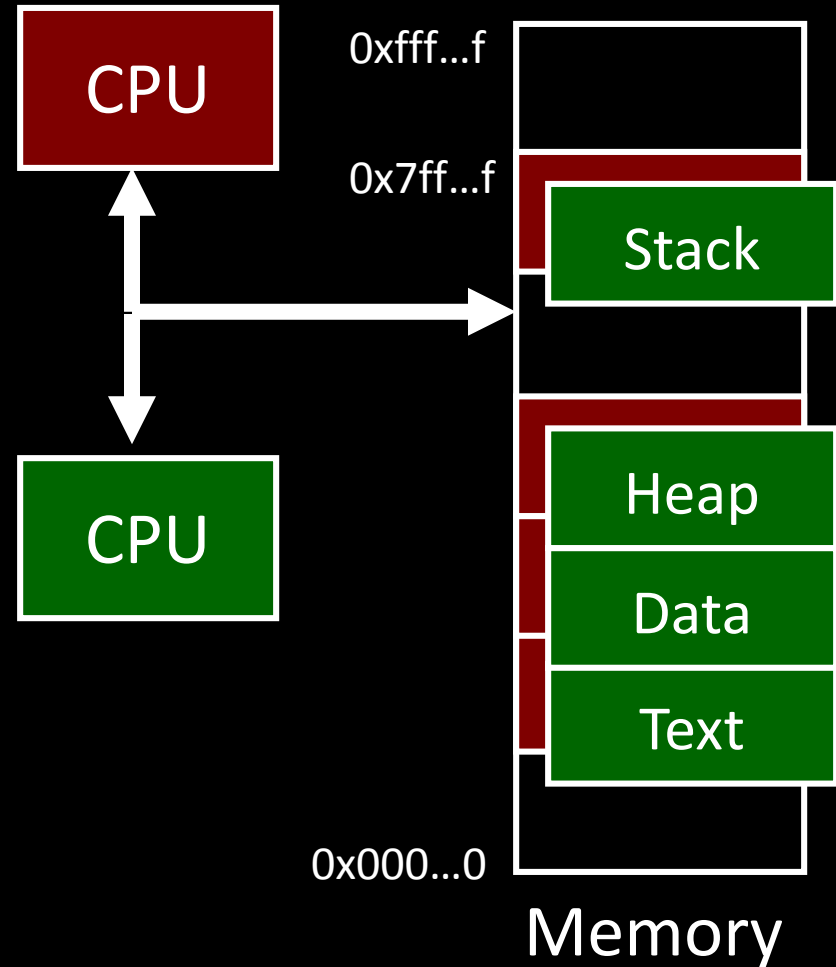 CPU
0xfff...f
0x7ff...f
Stack
CPU
Heap
Data
Text
0x000...0
Memory